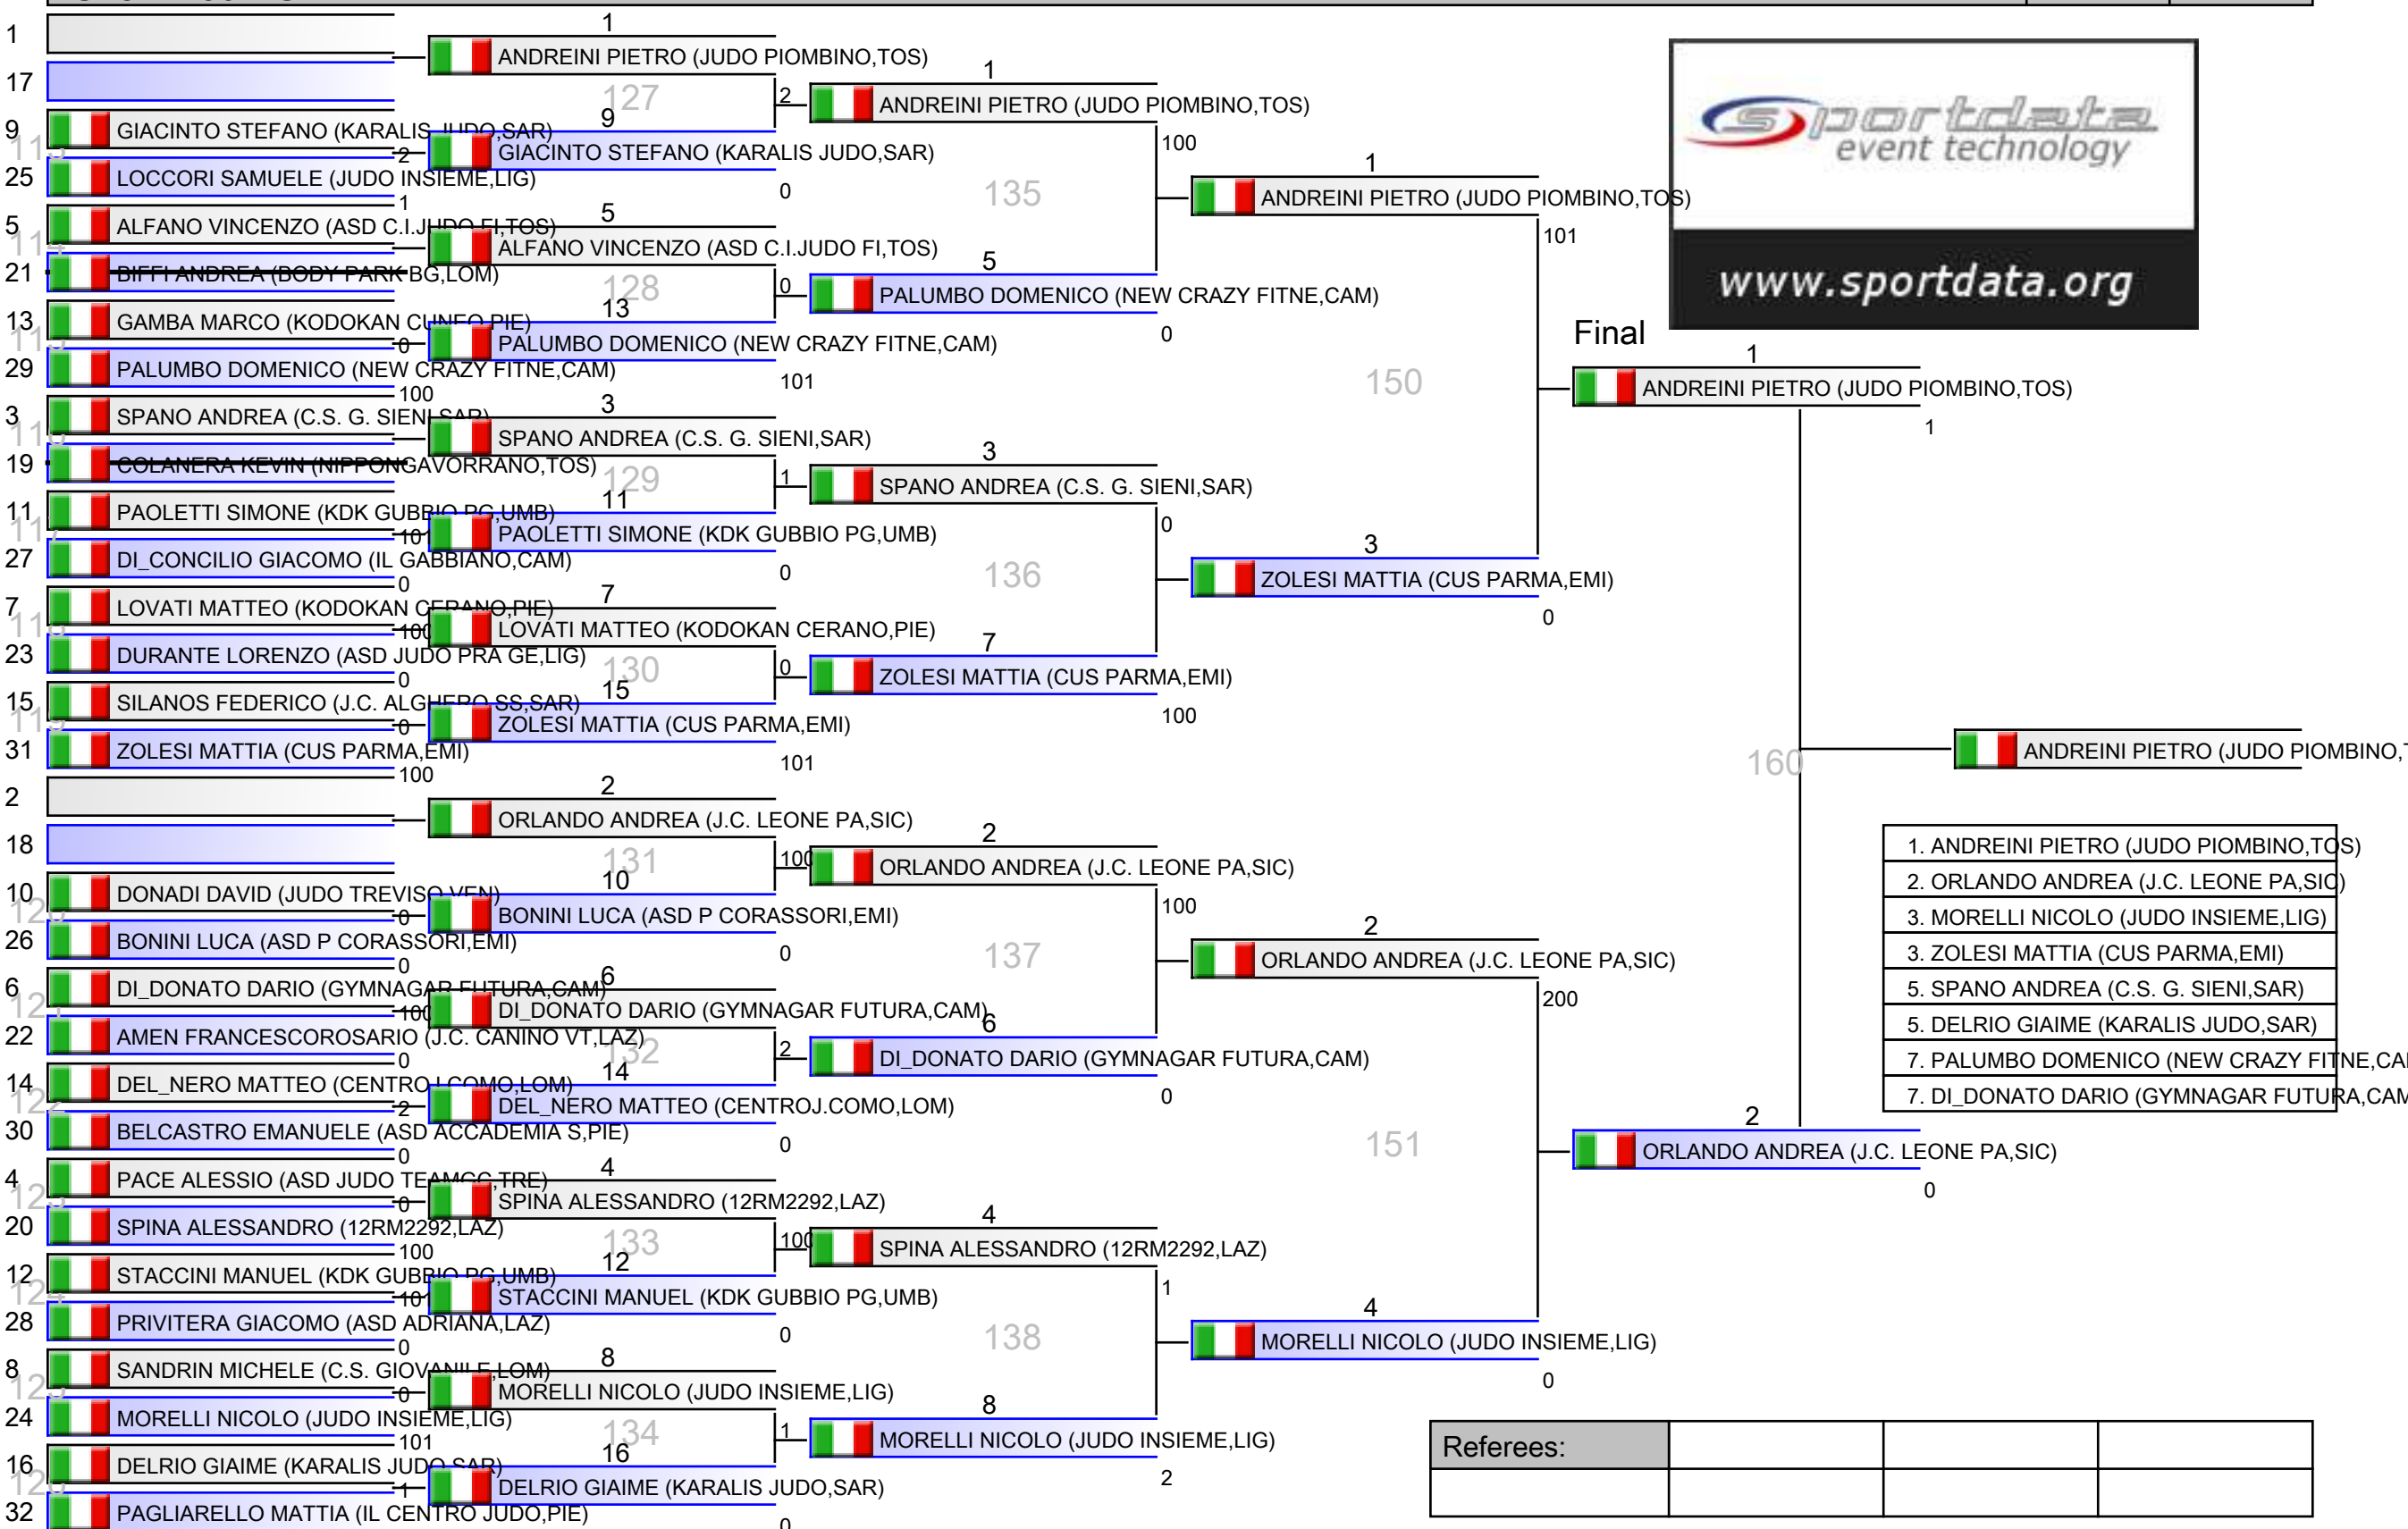 1
17
9 GIACINTO STEFANO (KARALIS JUDO,SAR)
2
25 LOCCORI SAMUELE (JUDO INSIEME,LIG)
1
5 ALFANO VINCENZO (ASD C.I.JUDO FI,TOS)
21 BIFFI ANDREA (BODY PARK BG,LOM)
13 GAMBA MARCO (KODOKAN CUNEO,PIE)
0
29 PALUMBO DOMENICO (NEW CRAZY FITNE,CAM)
100
3 SPANO ANDREA (C.S. G. SIENI,SAR)
19 COLANERA KEVIN (NIPPONGAVORRANO,TOS)
11 PAOLETTI SIMONE (KDK GUBBIO PG,UMB)
101
27 DI_CONCILIO GIACOMO (IL GABBIANO,CAM)
0
7 LOVATI MATTEO (KODOKAN CERANO,PIE)
100
23 DURANTE LORENZO (ASD JUDO PRA GE,LIG)
0
15 SILANOS FEDERICO (J.C. ALGHERO SS,SAR)
0
31 ZOLESI MATTIA (CUS PARMA,EMI)
100
2
18
10 DONADI DAVID (JUDO TREVISO,VEN)
0
26 BONINI LUCA (ASD P CORASSORI,EMI)
0
6 DI_DONATO DARIO (GYMNAGAR FUTURA,CAM)
100
22 AMEN FRANCESCOROSARIO (J.C. CANINO VT,LAZ)
0
14 DEL_NERO MATTEO (CENTROJ.COMO,LOM)
2
30 BELCASTRO EMANUELE (ASD ACCADEMIA S,PIE)
0
4 PACE ALESSIO (ASD JUDO TEAMCC,TRE)
0
20 SPINA ALESSANDRO (12RM2292,LAZ)
100
12 STACCINI MANUEL (KDK GUBBIO PG,UMB)
101
28 PRIVITERA GIACOMO (ASD ADRIANA,LAZ)
0
8 SANDRIN MICHELE (C.S. GIOVANILE,LOM)
0
24 MORELLI NICOLO (JUDO INSIEME,LIG)
101
16 DELRIO GIAIME (KARALIS JUDO,SAR)
1
32 PAGLIARELLO MATTIA (IL CENTRO JUDO,PIE)
1
ANDREINI PIETRO (JUDO PIOMBINO,TOS)
127
2
9
GIACINTO STEFANO (KARALIS JUDO,SAR)
0
5
ALFANO VINCENZO (ASD C.I.JUDO FI,TOS)
128
0
13
PALUMBO DOMENICO (NEW CRAZY FITNE,CAM)
101
3
SPANO ANDREA (C.S. G. SIENI,SAR)
129
1
11
PAOLETTI SIMONE (KDK GUBBIO PG,UMB)
0
7
LOVATI MATTEO (KODOKAN CERANO,PIE)
130
0
15
ZOLESI MATTIA (CUS PARMA,EMI)
101
2
ORLANDO ANDREA (J.C. LEONE PA,SIC)
131
100
10
BONINI LUCA (ASD P CORASSORI,EMI)
0
6
DI_DONATO DARIO (GYMNAGAR FUTURA,CAM)
132
2
14
DEL_NERO MATTEO (CENTROJ.COMO,LOM)
0
4
SPINA ALESSANDRO (12RM2292,LAZ)
133
100
12
STACCINI MANUEL (KDK GUBBIO PG,UMB)
0
8
MORELLI NICOLO (JUDO INSIEME,LIG)
134
1
16
DELRIO GIAIME (KARALIS JUDO,SAR)
0
1
ANDREINI PIETRO (JUDO PIOMBINO,TOS)
100
135
5
PALUMBO DOMENICO (NEW CRAZY FITNE,CAM)
0
3
SPANO ANDREA (C.S. G. SIENI,SAR)
0
136
7
ZOLESI MATTIA (CUS PARMA,EMI)
100
2
ORLANDO ANDREA (J.C. LEONE PA,SIC)
100
137
6
DI_DONATO DARIO (GYMNAGAR FUTURA,CAM)
0
4
SPINA ALESSANDRO (12RM2292,LAZ)
1
138
8
MORELLI NICOLO (JUDO INSIEME,LIG)
2
1
ANDREINI PIETRO (JUDO PIOMBINO,TOS)
101
150
3
ZOLESI MATTIA (CUS PARMA,EMI)
0
2
ORLANDO ANDREA (J.C. LEONE PA,SIC)
200
151
4
MORELLI NICOLO (JUDO INSIEME,LIG)
0
sportdata
event technology
www.sportdata.org
Final
1
ANDREINI PIETRO (JUDO PIOMBINO,TOS)
1
160
2
ORLANDO ANDREA (J.C. LEONE PA,SIC)
0
ANDREINI PIETRO (JUDO PIOMBINO,
1. ANDREINI PIETRO (JUDO PIOMBINO,TOS)
2. ORLANDO ANDREA (J.C. LEONE PA,SIC)
3. MORELLI NICOLO (JUDO INSIEME,LIG)
3. ZOLESI MATTIA (CUS PARMA,EMI)
5. SPANO ANDREA (C.S. G. SIENI,SAR)
5. DELRIO GIAIME (KARALIS JUDO,SAR)
7. PALUMBO DOMENICO (NEW CRAZY FITNE,CA
7. DI_DONATO DARIO (GYMNAGAR FUTURA,CAM
Referees: